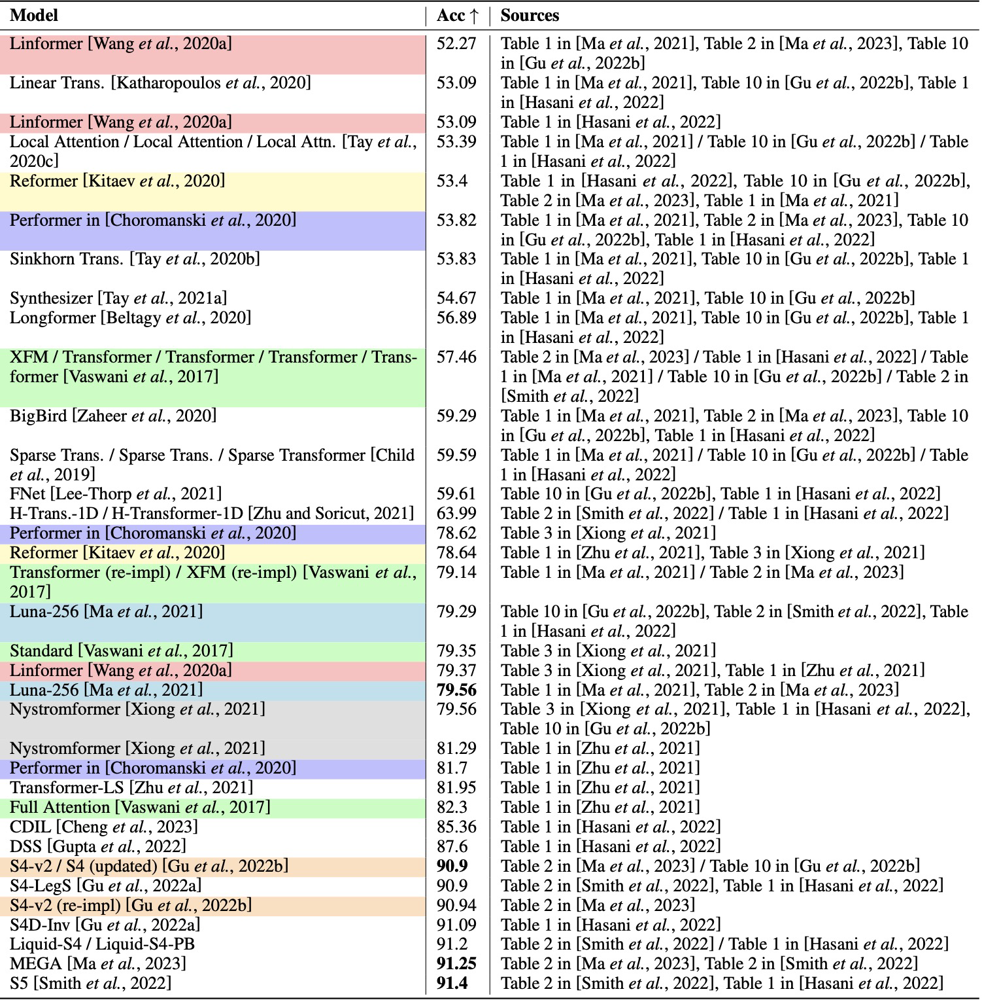 Model Acc ↑ Sources
Linformer [Wang et al., 2020a] 52.27 Table 1 in [Ma et al., 2021], Table 2 in [Ma et al., 2023], Table 10
in [Gu et al., 2022b]
Linear Trans. [Katharopoulos et al., 2020] 53.09 Table 1 in [Ma et al., 2021], Table 10 in [Gu et al., 2022b], Table 1
in [Hasani et al., 2022]
Linformer [Wang et al., 2020a] 53.09 Table 1 in [Hasani et al., 2022]
Local Attention / Local Attention / Local Attn. [Tay et al., 53.39 Table 1 in [Ma et al., 2021] / Table 10 in [Gu et al., 2022b] / Table
2020c] 1 in [Hasani et al., 2022]
Reformer [Kitaev et al., 2020] 53.4 Table 1 in [Hasani et al., 2022], Table 10 in [Gu et al., 2022b],
Table 2 in [Ma et al., 2023], Table 1 in [Ma et al., 2021]
Performer in [Choromanski et al., 2020] 53.82 Table 1 in [Ma et al., 2021], Table 2 in [Ma et al., 2023], Table 10
in [Gu et al., 2022b], Table 1 in [Hasani et al., 2022]
Sinkhorn Trans. [Tay et al., 2020b] 53.83 Table 1 in [Ma et al., 2021], Table 10 in [Gu et al., 2022b], Table 1
in [Hasani et al., 2022]
Synthesizer [Tay et al., 2021a] 54.67 Table 1 in [Ma et al., 2021], Table 10 in [Gu et al., 2022b]
Longformer [Beltagy et al., 2020] 56.89 Table 1 in [Ma et al., 2021], Table 10 in [Gu et al., 2022b], Table 1
in [Hasani et al., 2022]
XFM / Transformer / Transformer / Transformer / Trans- 57.46 Table 2 in [Ma et al., 2023] / Table 1 in [Hasani et al., 2022] / Table
former [Vaswani et al., 2017] 1 in [Ma et al., 2021] / Table 10 in [Gu et al., 2022b] / Table 2 in
[Smith et al., 2022]
BigBird [Zaheer et al., 2020] 59.29 Table 1 in [Ma et al., 2021], Table 2 in [Ma et al., 2023], Table 10
in [Gu et al., 2022b], Table 1 in [Hasani et al., 2022]
Sparse Trans. / Sparse Trans. / Sparse Transformer [Child 59.59 Table 1 in [Ma et al., 2021] / Table 10 in [Gu et al., 2022b] / Table
et al., 2019] 1 in [Hasani et al., 2022]
FNet [Lee-Thorp et al., 2021] 59.61 Table 10 in [Gu et al., 2022b], Table 1 in [Hasani et al., 2022]
H-Trans.-1D / H-Transformer-1D [Zhu and Soricut, 2021] 63.99 Table 2 in [Smith et al., 2022] / Table 1 in [Hasani et al., 2022]
Performer in [Choromanski et al., 2020] 78.62 Table 3 in [Xiong et al., 2021]
Reformer [Kitaev et al., 2020] 78.64 Table 1 in [Zhu et al., 2021], Table 3 in [Xiong et al., 2021]
Transformer (re-impl) / XFM (re-impl) [Vaswani et al., 79.14 Table 1 in [Ma et al., 2021] / Table 2 in [Ma et al., 2023]
2017]
Luna-256 [Ma et al., 2021] 79.29 Table 10 in [Gu et al., 2022b], Table 2 in [Smith et al., 2022], Table
1 in [Hasani et al., 2022]
Standard [Vaswani et al., 2017] 79.35 Table 3 in [Xiong et al., 2021]
Linformer [Wang et al., 2020a] 79.37 Table 3 in [Xiong et al., 2021], Table 1 in [Zhu et al., 2021]
Luna-256 [Ma et al., 2021] 79.56 Table 1 in [Ma et al., 2021], Table 2 in [Ma et al., 2023]
Nystromformer [Xiong et al., 2021] 79.56 Table 3 in [Xiong et al., 2021], Table 1 in [Hasani et al., 2022],
Table 10 in [Gu et al., 2022b]
Nystromformer [Xiong et al., 2021] 81.29 Table 1 in [Zhu et al., 2021]
Performer in [Choromanski et al., 2020] 81.7 Table 1 in [Zhu et al., 2021]
Transformer-LS [Zhu et al., 2021] 81.95 Table 1 in [Zhu et al., 2021]
Full Attention [Vaswani et al., 2017] 82.3 Table 1 in [Zhu et al., 2021]
CDIL [Cheng et al., 2023] 85.36 Table 1 in [Hasani et al., 2022]
DSS [Gupta et al., 2022] 87.6 Table 1 in [Hasani et al., 2022]
S4-v2 / S4 (updated) [Gu et al., 2022b] 90.9 Table 2 in [Ma et al., 2023] / Table 10 in [Gu et al., 2022b]
S4-LegS [Gu et al., 2022a] 90.9 Table 2 in [Smith et al., 2022], Table 1 in [Hasani et al., 2022]
S4-v2 (re-impl) [Gu et al., 2022b] 90.94 Table 2 in [Ma et al., 2023]
S4D-Inv [Gu et al., 2022a] 91.09 Table 1 in [Hasani et al., 2022]
Liquid-S4 / Liquid-S4-PB 91.2 Table 2 in [Smith et al., 2022] / Table 1 in [Hasani et al., 2022]
MEGA [Ma et al., 2023] 91.25 Table 2 in [Ma et al., 2023], Table 2 in [Smith et al., 2022]
S5 [Smith et al., 2022] 91.4 Table 2 in [Smith et al., 2022], Table 1 in [Hasani et al., 2022]